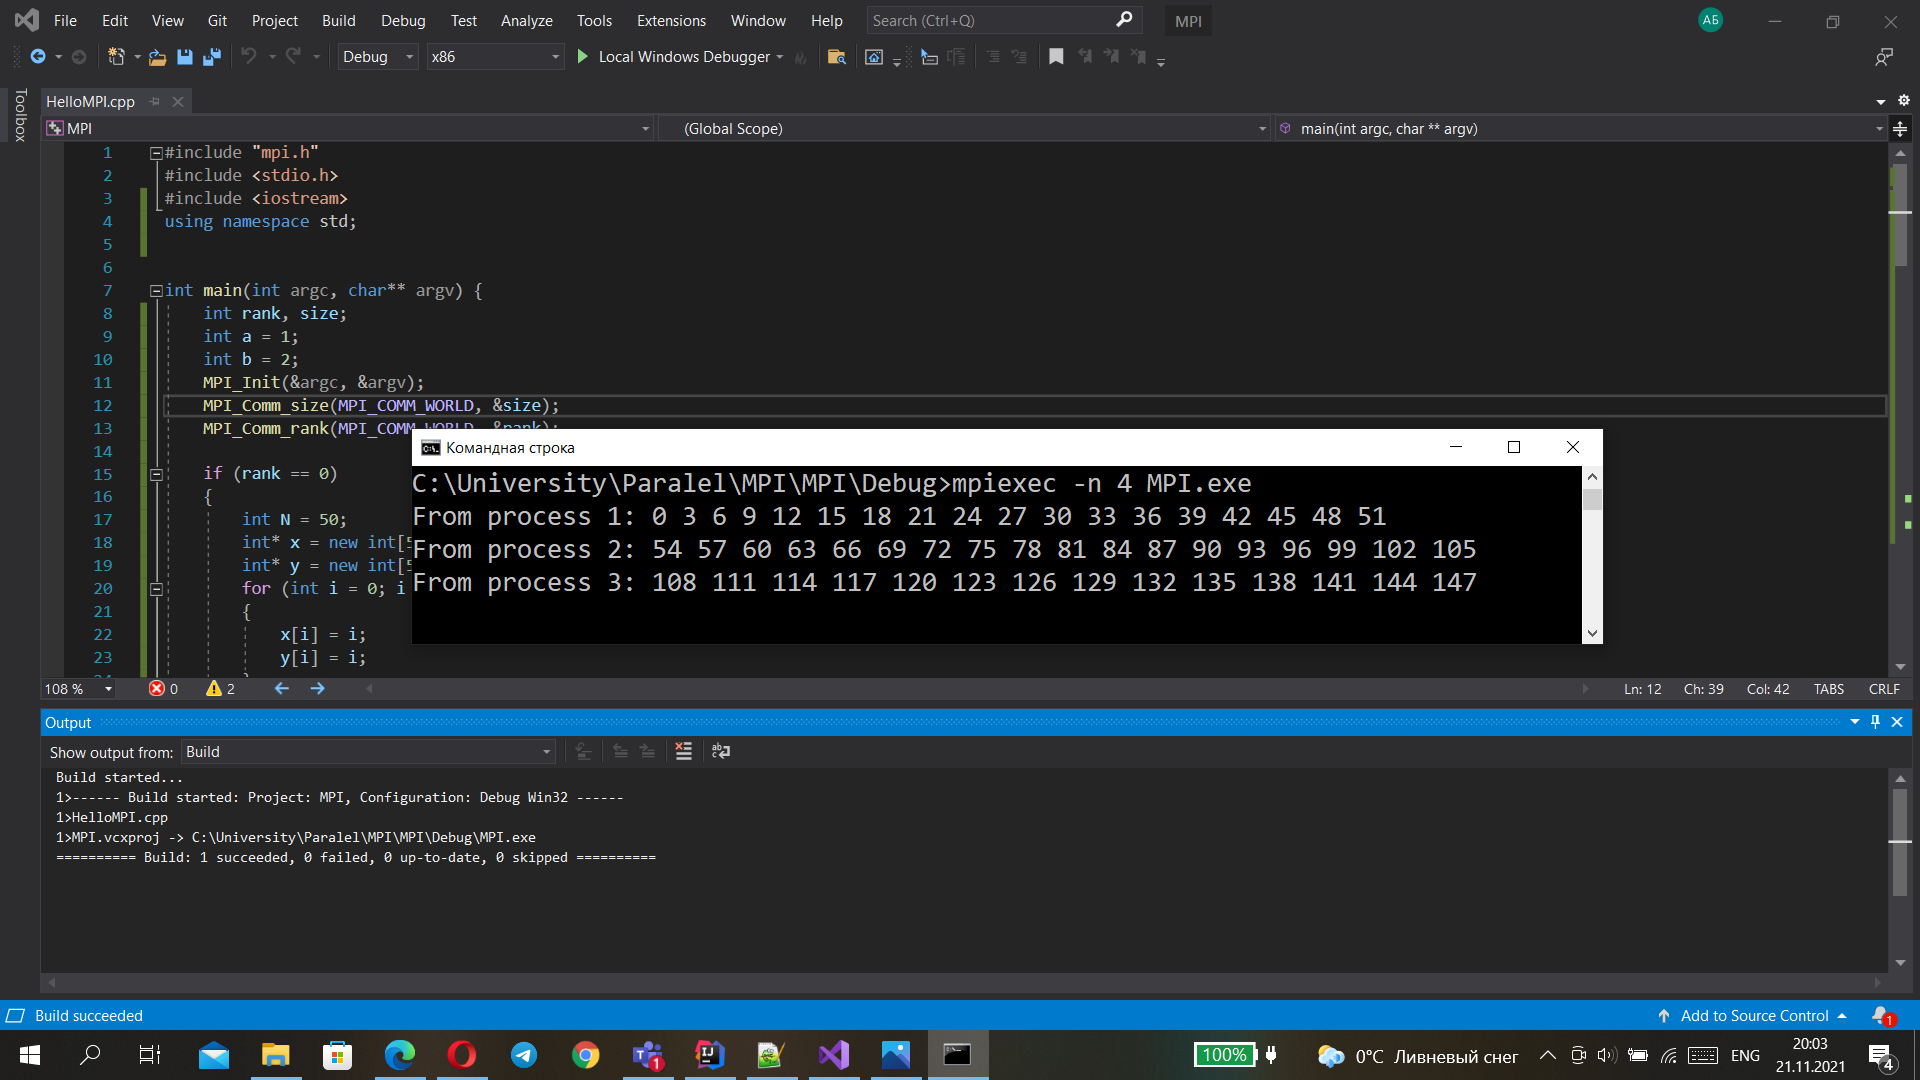 File Edit View Git Project Build Debug Test Analyze Tools Extensions Window Help Search (Ctrl+Q) MPI АБ
Debug x86 Local Windows Debugger
Toolbox
HelloMPI.cpp
MPI (Global Scope) main(int argc, char ** argv)
1 #include "mpi.h"
2 #include <stdio.h>
3 #include <iostream>
4 using namespace std;
5
6
7 int main(int argc, char** argv) {
8 int rank, size;
9 int a = 1;
10 int b = 2;
11 MPI_Init(&argc, &argv);
12 MPI_Comm_size(MPI_COMM_WORLD, &size);
13 MPI_Comm_rank(MPI_COMM_WORLD, &rank);
14
15 if (rank == 0)
16 {
17 int N = 50;
18 int* x = new int[5
19 int* y = new int[5
20 for (int i = 0; i
21 {
22 x[i] = i;
23 y[i] = i;
Командная строка
C:\University\Paralel\MPI\MPI\Debug>mpiexec -n 4 MPI.exe
From process 1: 0 3 6 9 12 15 18 21 24 27 30 33 36 39 42 45 48 51
From process 2: 54 57 60 63 66 69 72 75 78 81 84 87 90 93 96 99 102 105
From process 3: 108 111 114 117 120 123 126 129 132 135 138 141 144 147
108 % 0 2 Ln: 12 Ch: 39 Col: 42 TABS CRLF
Output
Show output from: Build
Build started...
1>------ Build started: Project: MPI, Configuration: Debug Win32 ------
1>HelloMPI.cpp
1>MPI.vcxproj -> C:\University\Paralel\MPI\MPI\Debug\MPI.exe
========== Build: 1 succeeded, 0 failed, 0 up-to-date, 0 skipped ==========
Build succeeded Add to Source Control 1
100% 0°C Ливневый снег ENG 20:03
21.11.2021 4